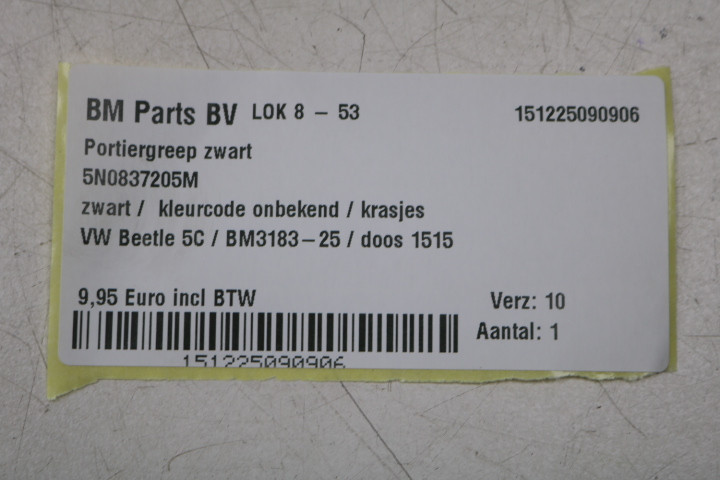 BM Parts BV LOK 8 – 53 151225090906
Portiergreep zwart
5N0837205M
zwart / kleurcode onbekend / krasjes
VW Beetle 5C / BM3183–25 / doos 1515
9,95 Euro incl BTW Verz: 10
Aantal: 1
151225090906